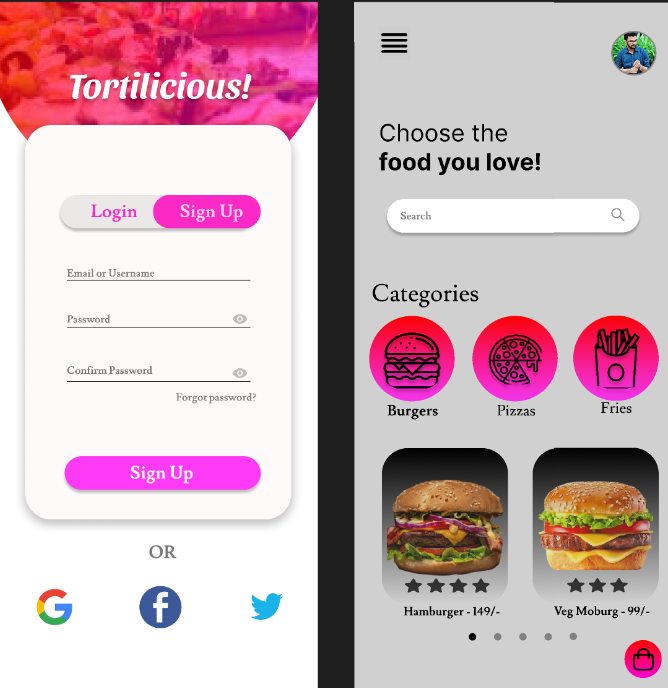 Tortilicious!
Login
Sign Up
Email or Username
Password
Confirm Password
Forgot password?
Sign Up
OR
Choose the
food you love!
Search
Categories
Burgers
Pizzas
Fries
Hamburger - 149/-
Veg Moburg - 99/-